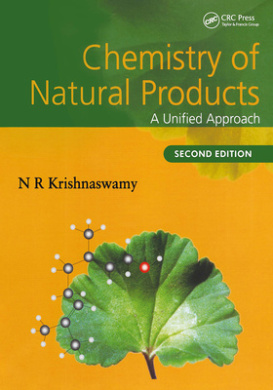 CRC Press
Taylor & Francis Group
Chemistry of
Natural Products
A Unified Approach
SECOND EDITION
N R Krishnaswamy